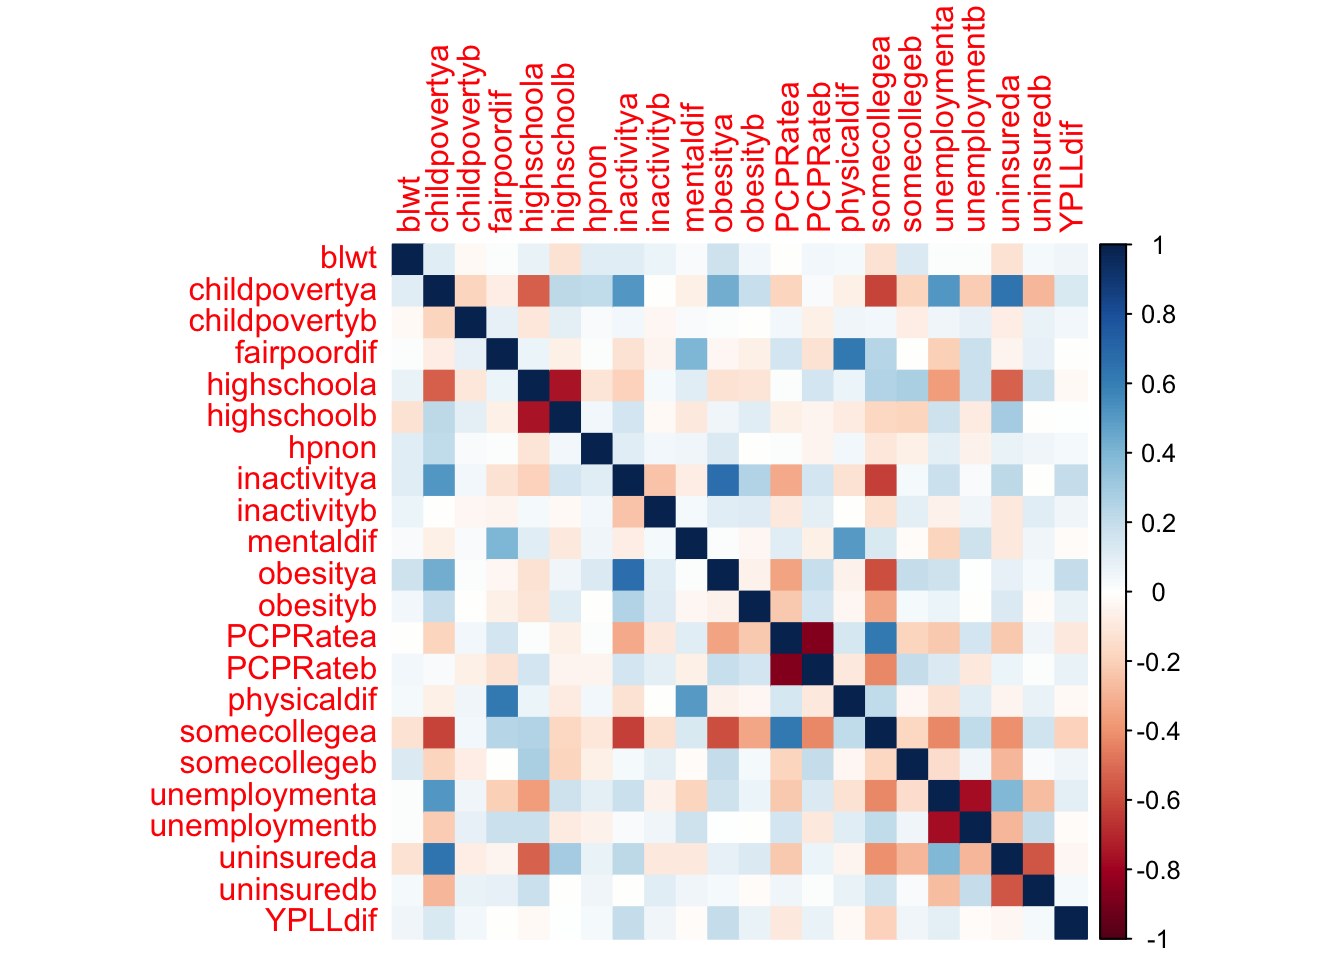 blwt
childpovertya
childpovertyb
fairpoordif
highschoola
highschoolb
hpnon
inactivitya
inactivityb
mentaldif
obesitya
obesityb
PCPRatea
PCPRateb
physicaldif
somecollegea
somecollegeb
unemploymenta
unemploymentb
uninsureda
uninsuredb
YPLLdif
blwt
childpovertya
childpovertyb
fairpoordif
highschoola
highschoolb
hpnon
inactivitya
inactivityb
mentaldif
obesitya
obesityb
PCPRatea
PCPRateb
physicaldif
somecollegea
somecollegeb
unemploymenta
unemploymentb
uninsureda
uninsuredb
YPLLdif
1
0.8
0.6
0.4
0.2
0
-0.2
-0.4
-0.6
-0.8
-1